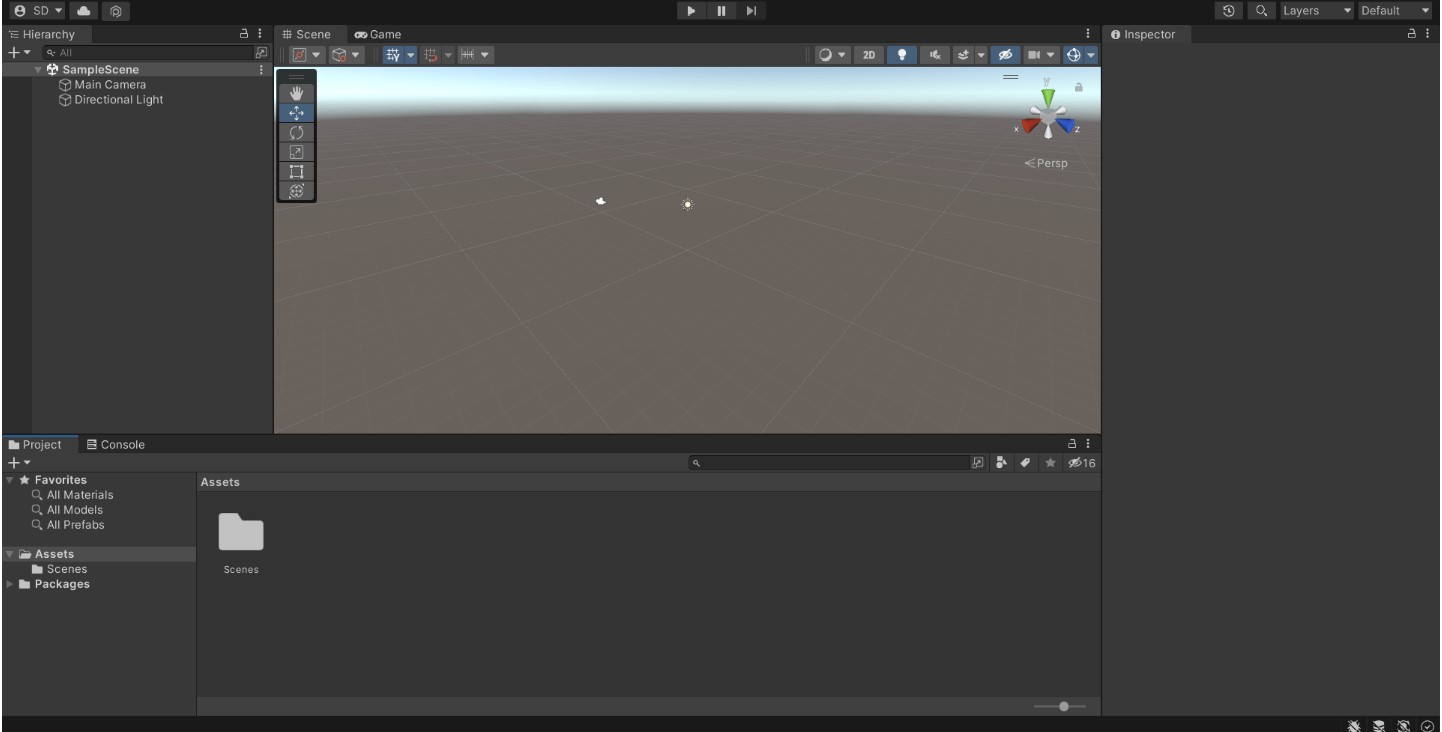 SD
Layers
Default
Hierarchy
Scene
Game
Inspector
All
2D
SampleScene
Main Camera
Directional Light
y
x
z
Persp
Project
Console
16
Favorites
All Materials
All Models
All Prefabs
Assets
Scenes
Packages
Assets
Scenes